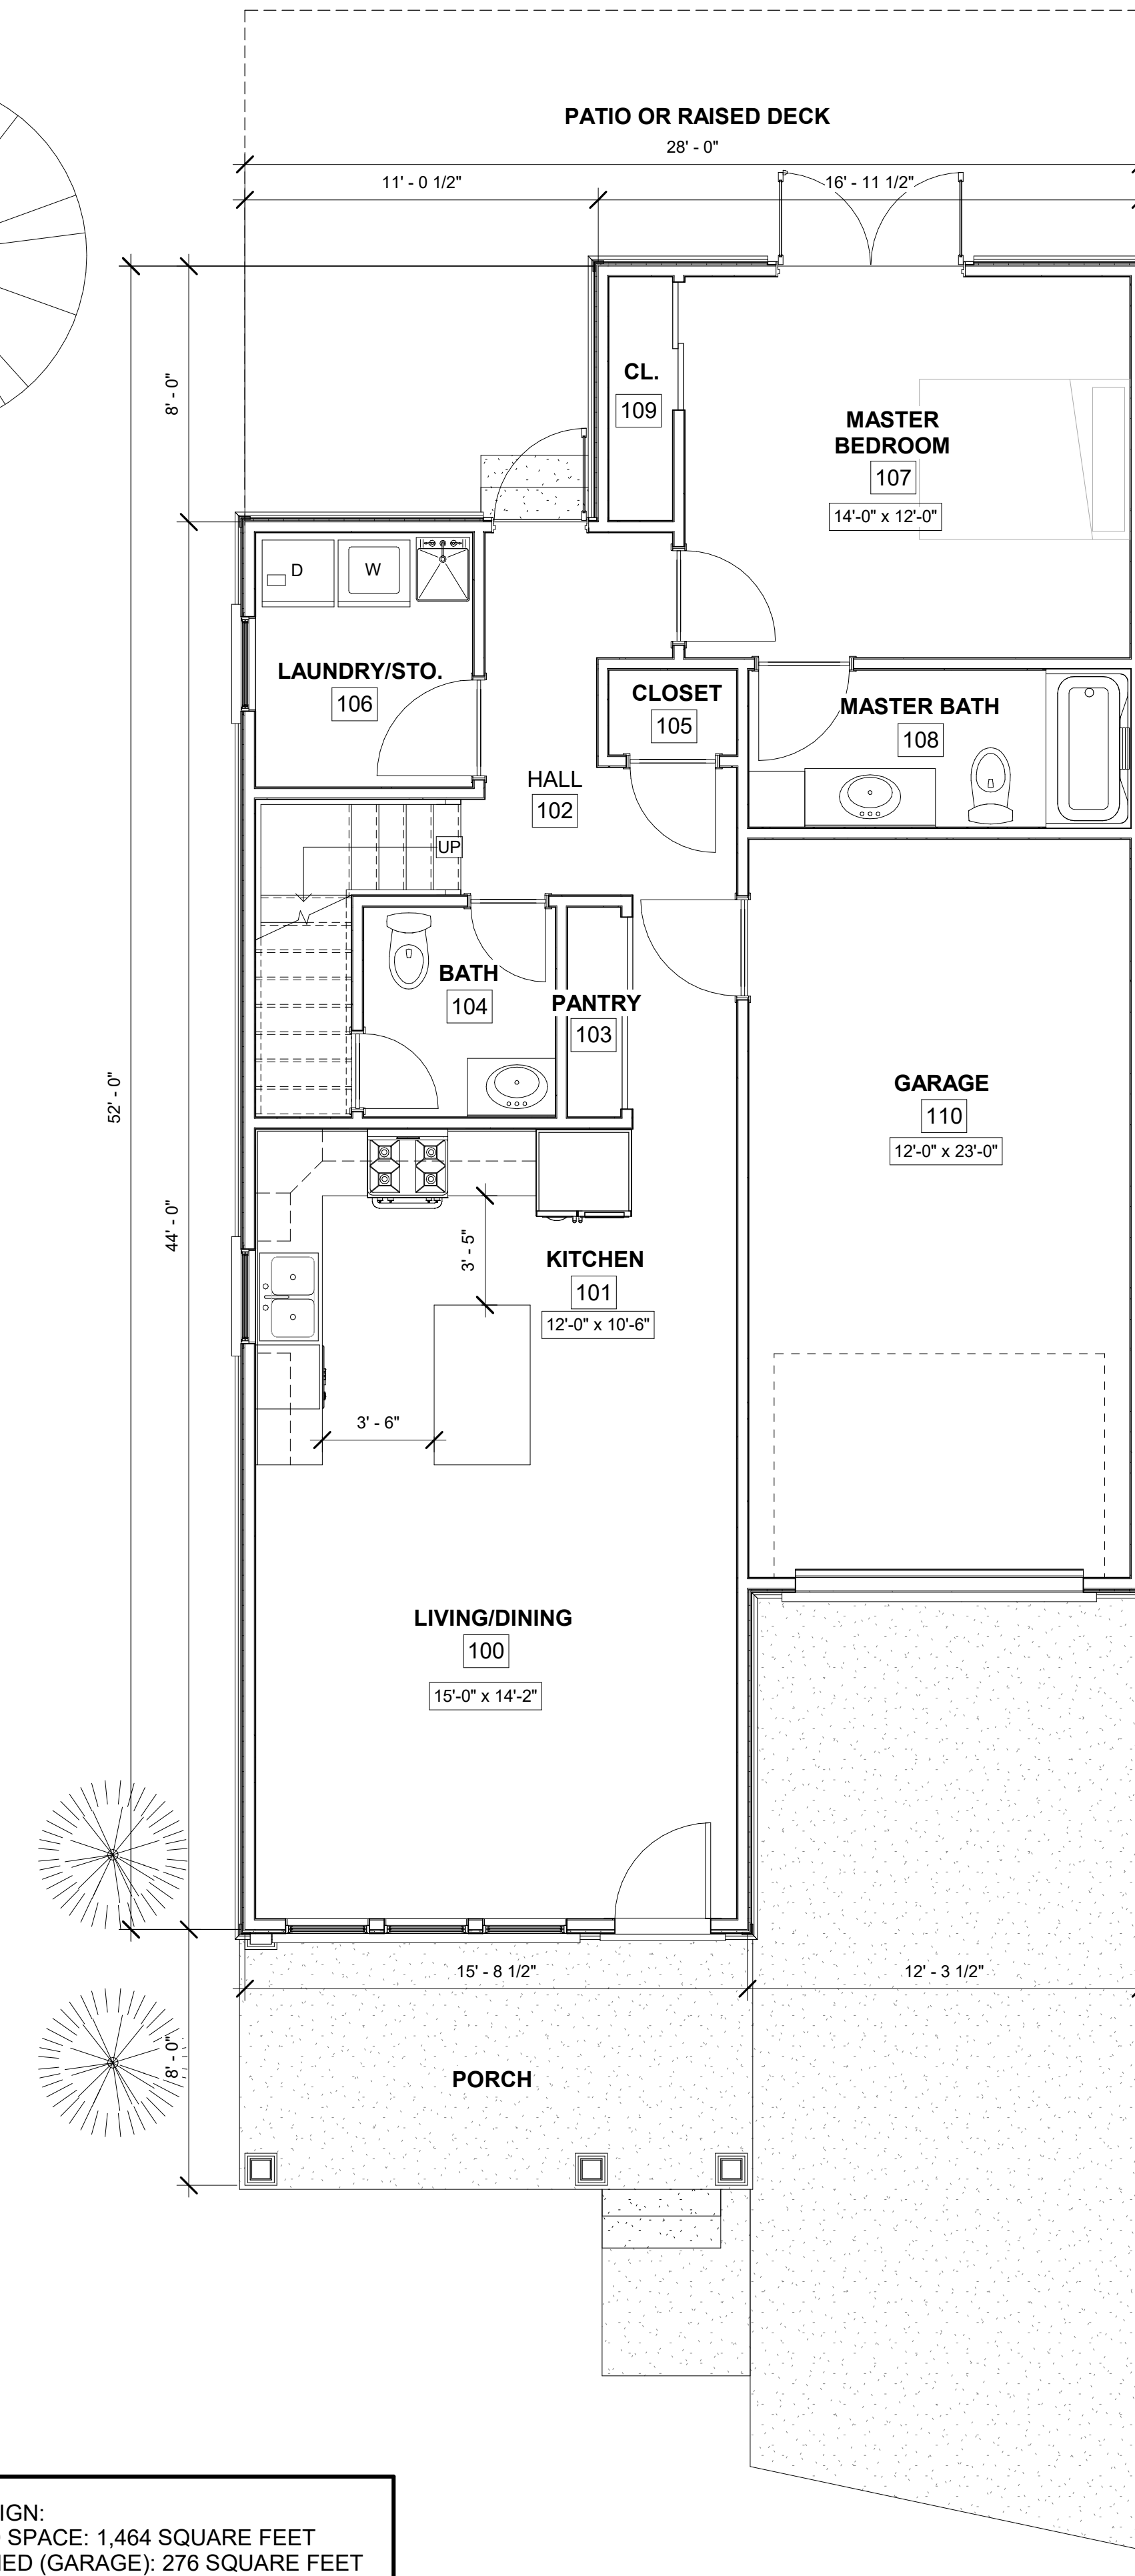 PATIO OR RAISED DECK
28' - 0"
11' - 0 1/2"
16' - 11 1/2"
8' - 0"
CL.
109
MASTER
BEDROOM
107
14'-0" x 12'-0"
D
W
LAUNDRY/STO.
106
CLOSET
105
MASTER BATH
108
HALL
102
UP
BATH
104
PANTRY
103
52' - 0"
GARAGE
110
12'-0" x 23'-0"
44' - 0"
3' - 5"
KITCHEN
101
12'-0" x 10'-6"
3' - 6"
LIVING/DINING
100
15'-0" x 14'-2"
15' - 8 1/2"
12' - 3 1/2"
8' - 0"
PORCH
IGN:
SPACE: 1,464 SQUARE FEET
HED (GARAGE): 276 SQUARE FEET